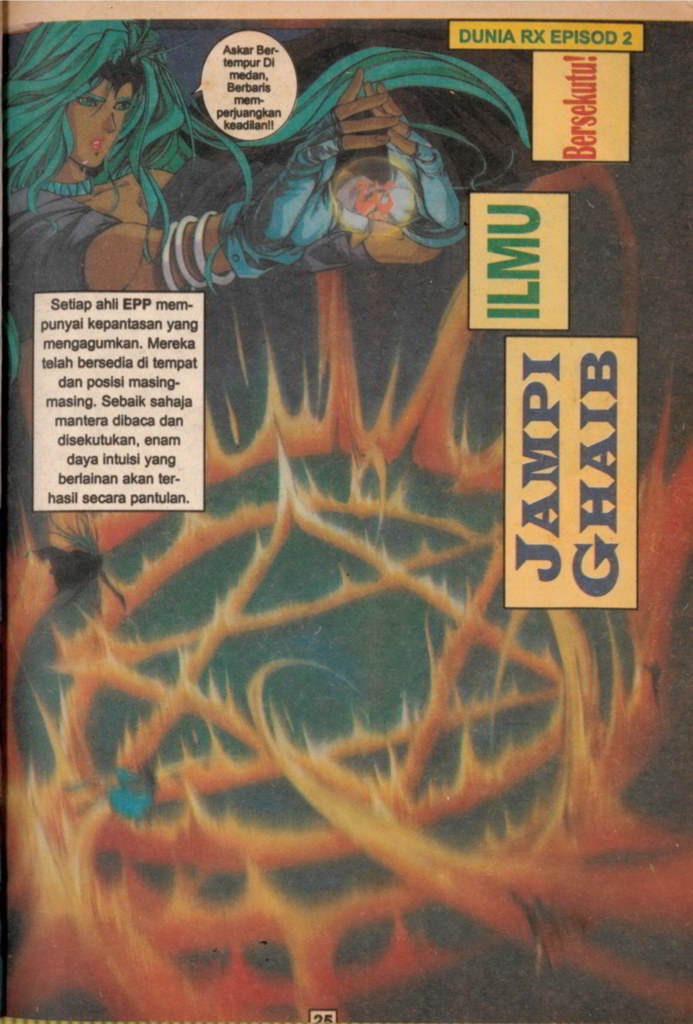 DUNIA RX EPISOD 2
Askar Ber-
tempur Di
medan,
Berbaris
mem-
perjuangkan
keadilan!!
Bersekutu!
ILMU
JAMPI
GHAIB
Setiap ahli EPP mem-
punyai kepantasan yang
mengagumkan. Mereka
telah bersedia di tempat
dan posisi masing-
masing. Sebaik sahaja
mantera dibaca dan
disekutukan, enam
daya intuisi yang
berlainan akan ter-
hasil secara pantulan.
25